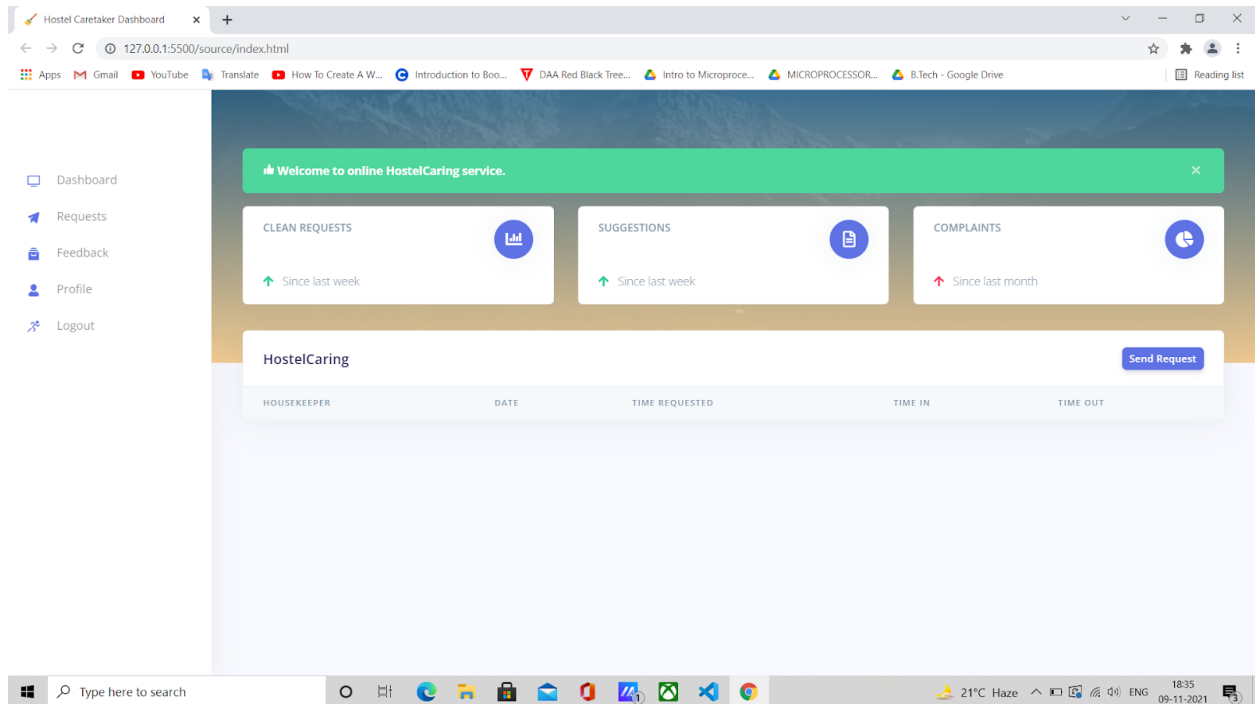 Hostel Caretaker Dashboard
127.0.0.1:5500/source/index.html
Apps Gmail YouTube Translate How To Create A W... Introduction to Boo... DAA Red Black Tree... Intro to Microproce... MICROPROCESSOR... B.Tech - Google Drive Reading list
Dashboard
Requests
Feedback
Profile
Logout
Welcome to online HostelCaring service.
CLEAN REQUESTS
Since last week
SUGGESTIONS
Since last week
COMPLAINTS
Since last month
HostelCaring
Send Request
HOUSEKEEPER DATE TIME REQUESTED TIME IN TIME OUT
Type here to search
1
21°C Haze
ENG
18:35
09-11-2021
3